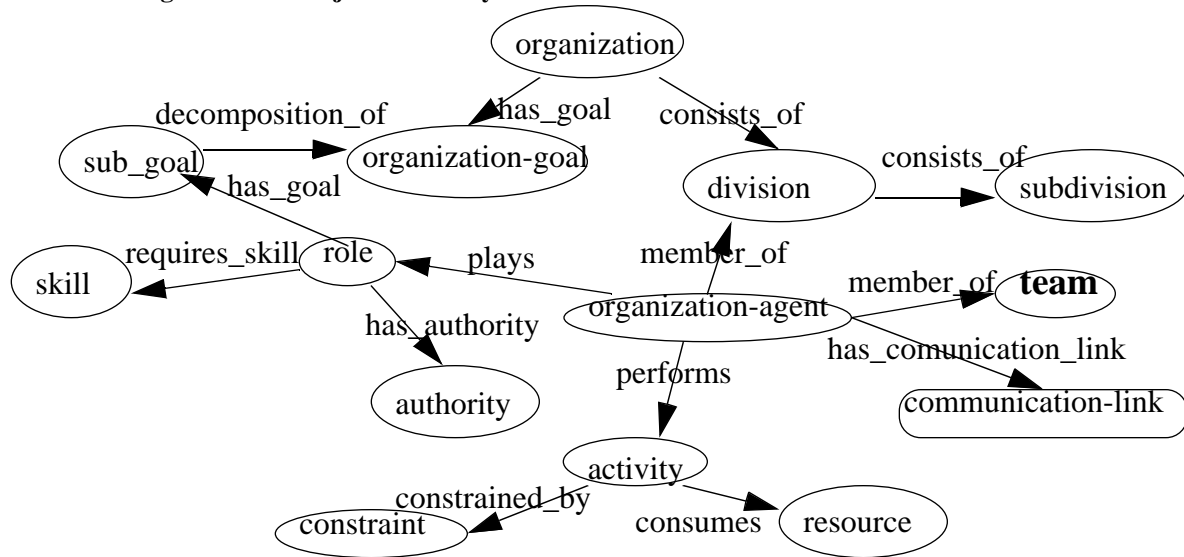 organization
decomposition_of
has_goal
consists_of
sub_goal
organization-goal
consists_of
has_goal
division
subdivision
requires_skill
role
plays
member_of
skill
member_of
team
organization-agent
has_authority
has_comunication_link
performs
authority
communication-link
activity
constrained_by
constraint
consumes
resource